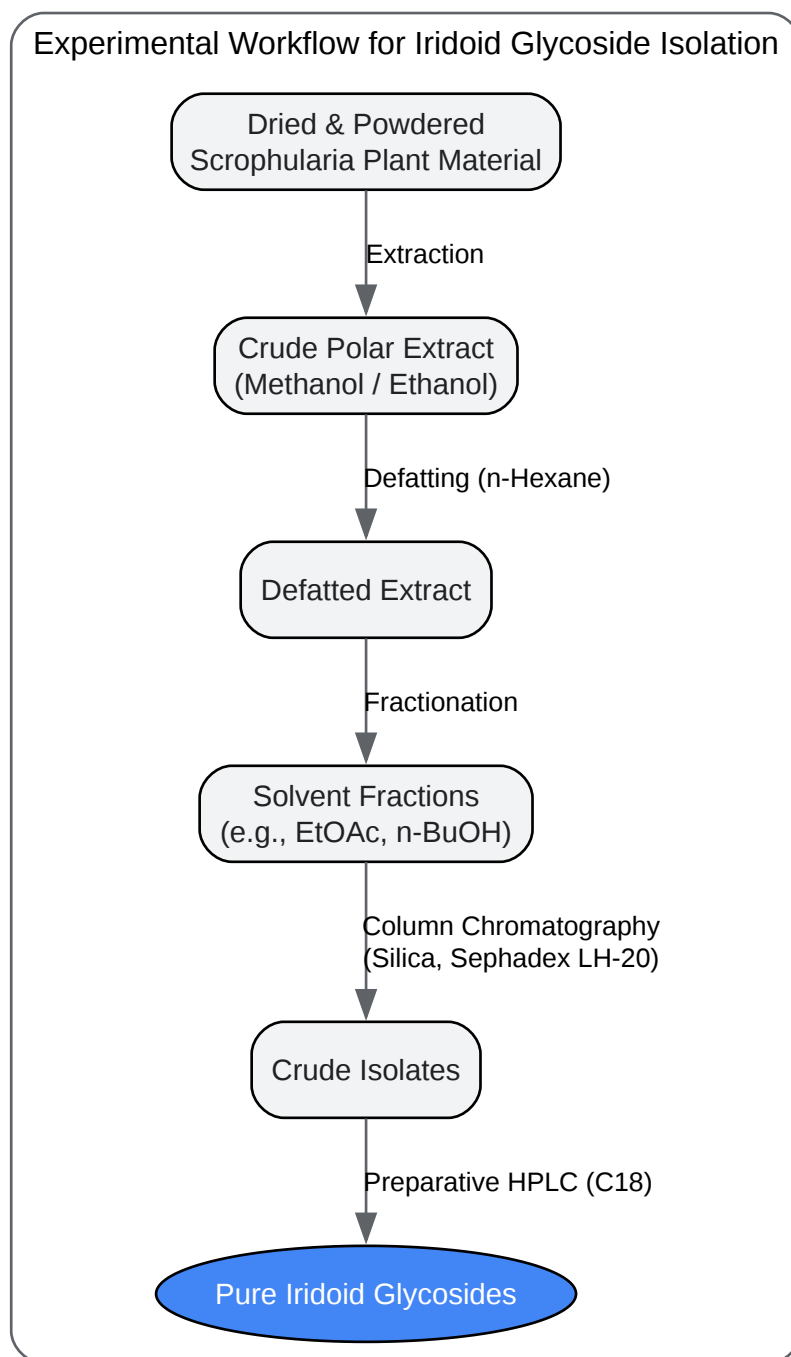 Experimental Workflow for Iridoid Glycoside Isolation
Dried & Powdered
Scrophularia Plant Material
Extraction
Crude Polar Extract
(Methanol / Ethanol)
Defatting (n-Hexane)
Defatted Extract
Fractionation
Solvent Fractions
(e.g., EtOAc, n-BuOH)
Column Chromatography
(Silica, Sephadex LH-20)
Crude Isolates
Preparative HPLC (C18)
Pure Iridoid Glycosides